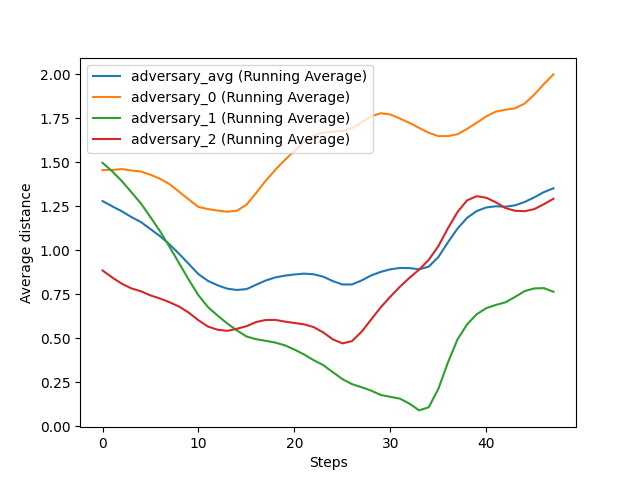 2.00
1.75
1.50
1.25
1.00
0.75
0.50
0.25
0.00
Average distance
adversary_avg (Running Average)
adversary_0 (Running Average)
adversary_1 (Running Average)
adversary_2 (Running Average)
0 10 20 30 40
Steps